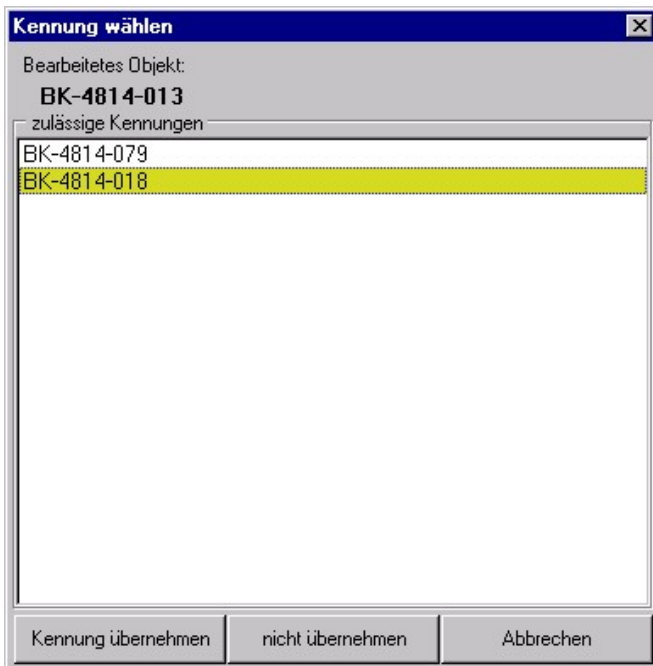 Kennung wählen
Bearbeitetes Objekt:
BK-4814-013
zulässige Kennungen
BK-4814-079
BK-4814-018
Kennung übernehmen
nicht übernehmen
Abbrechen